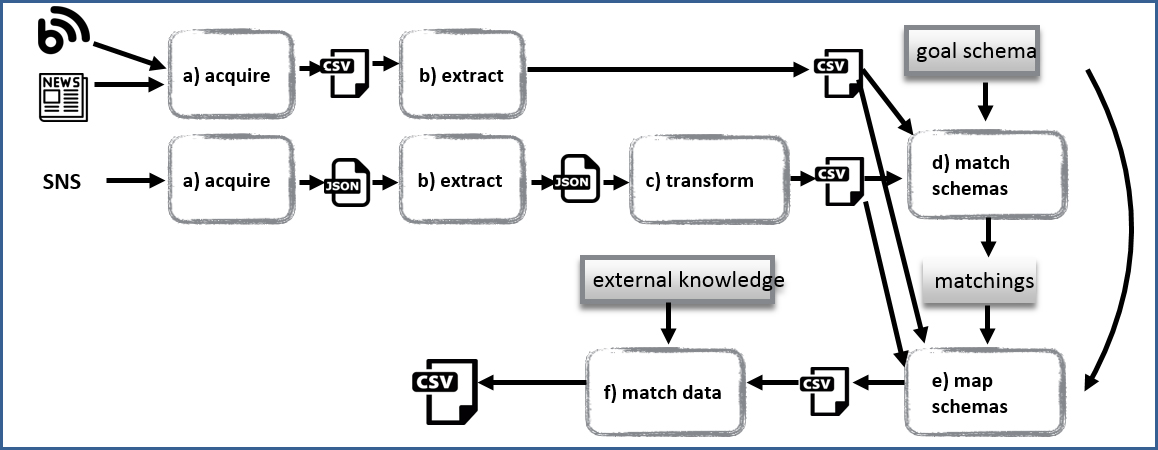 goal schema
a) acquire
CSV
b) extract
CSV
NEWS
d) match
schemas
SNS
a) acquire
JSON
b) extract
JSON
c) transform
CSV
external knowledge
matchings
CSV
f) match data
CSV
e) map
schemas